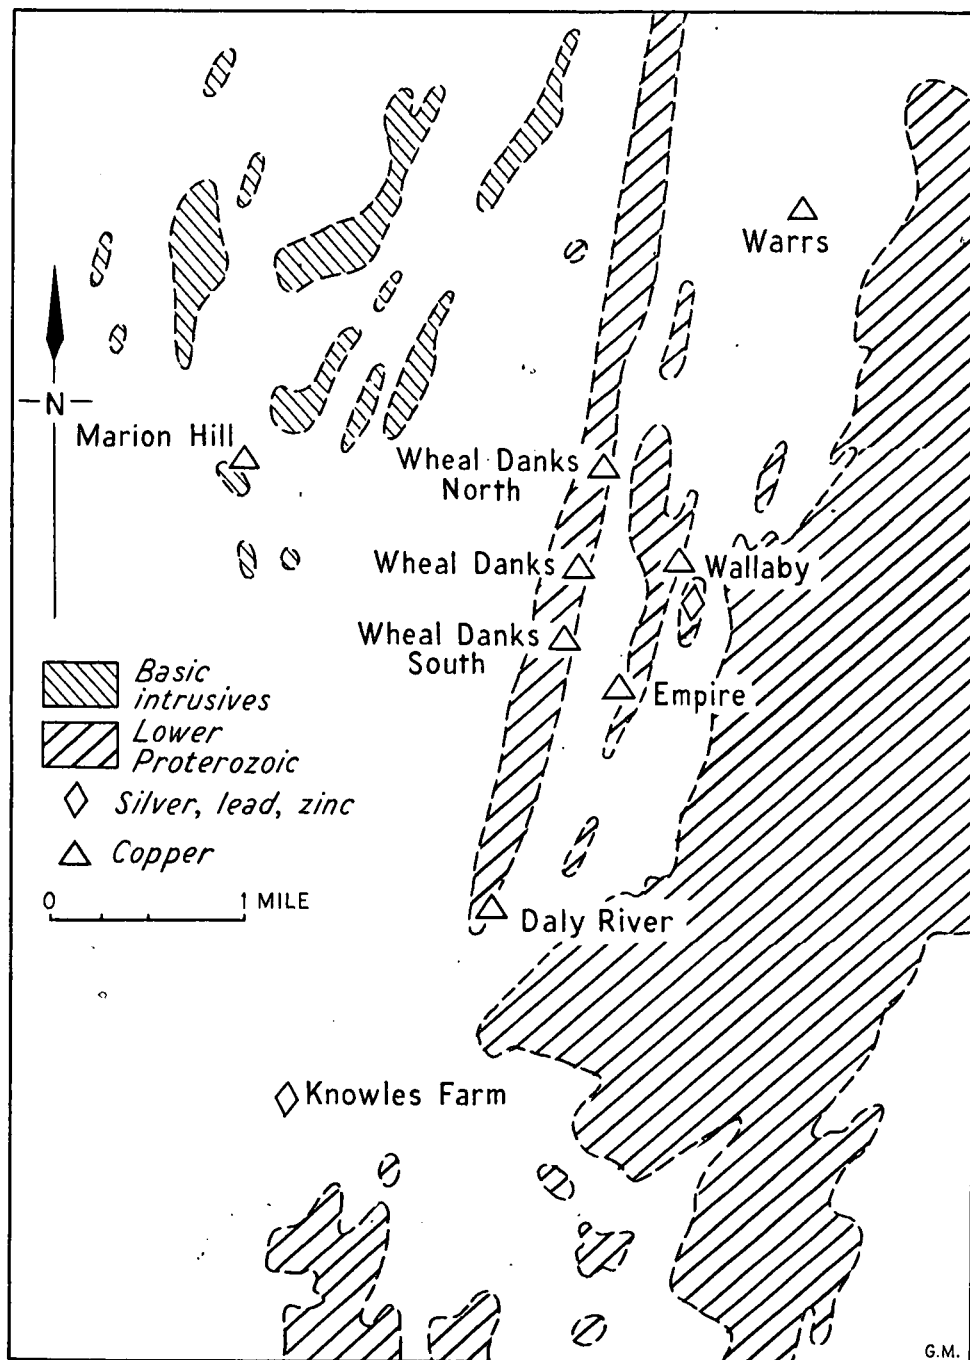 Warrs
N
Marion Hill
Wheal Danks
North
Wheal Danks
Wallaby
Wheal Danks
South
Empire
Basic
intrusives
Lower
Proterozoic
Silver, lead, zinc
Copper
0 1 MILE
Daly River
Knowles Farm
G.M.